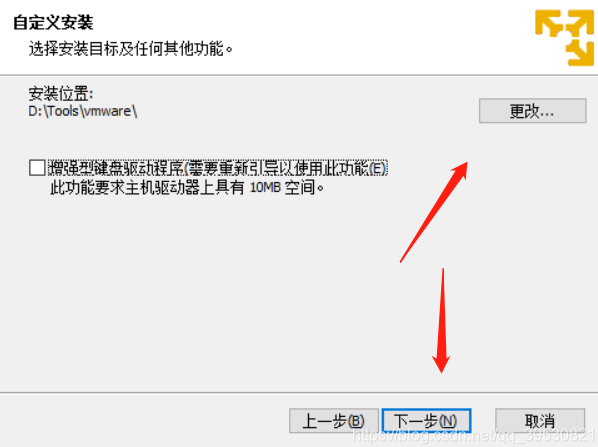 自定义安装
选择安装目标及任何其他功能。
安装位置:
D:\Tools\vmware\
更改...
增强型键盘驱动程序(需要重新引导以使用此功能(E)
此功能要求主机驱动器上具有 10MB 空间。
上一步(B) 下一步(N) 取消
https://blog.csdn.net/qq_39530821